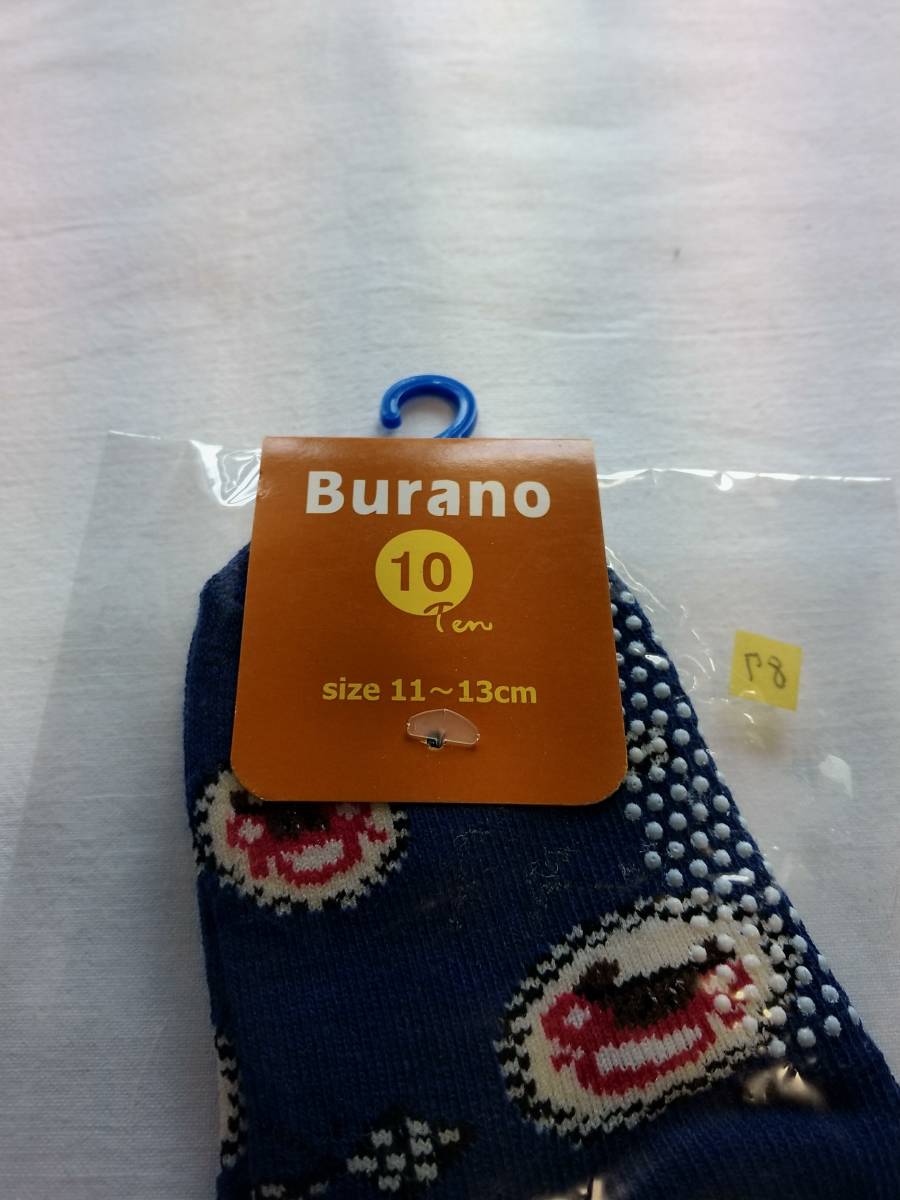 Burano
10
Ten
size 11~13cm